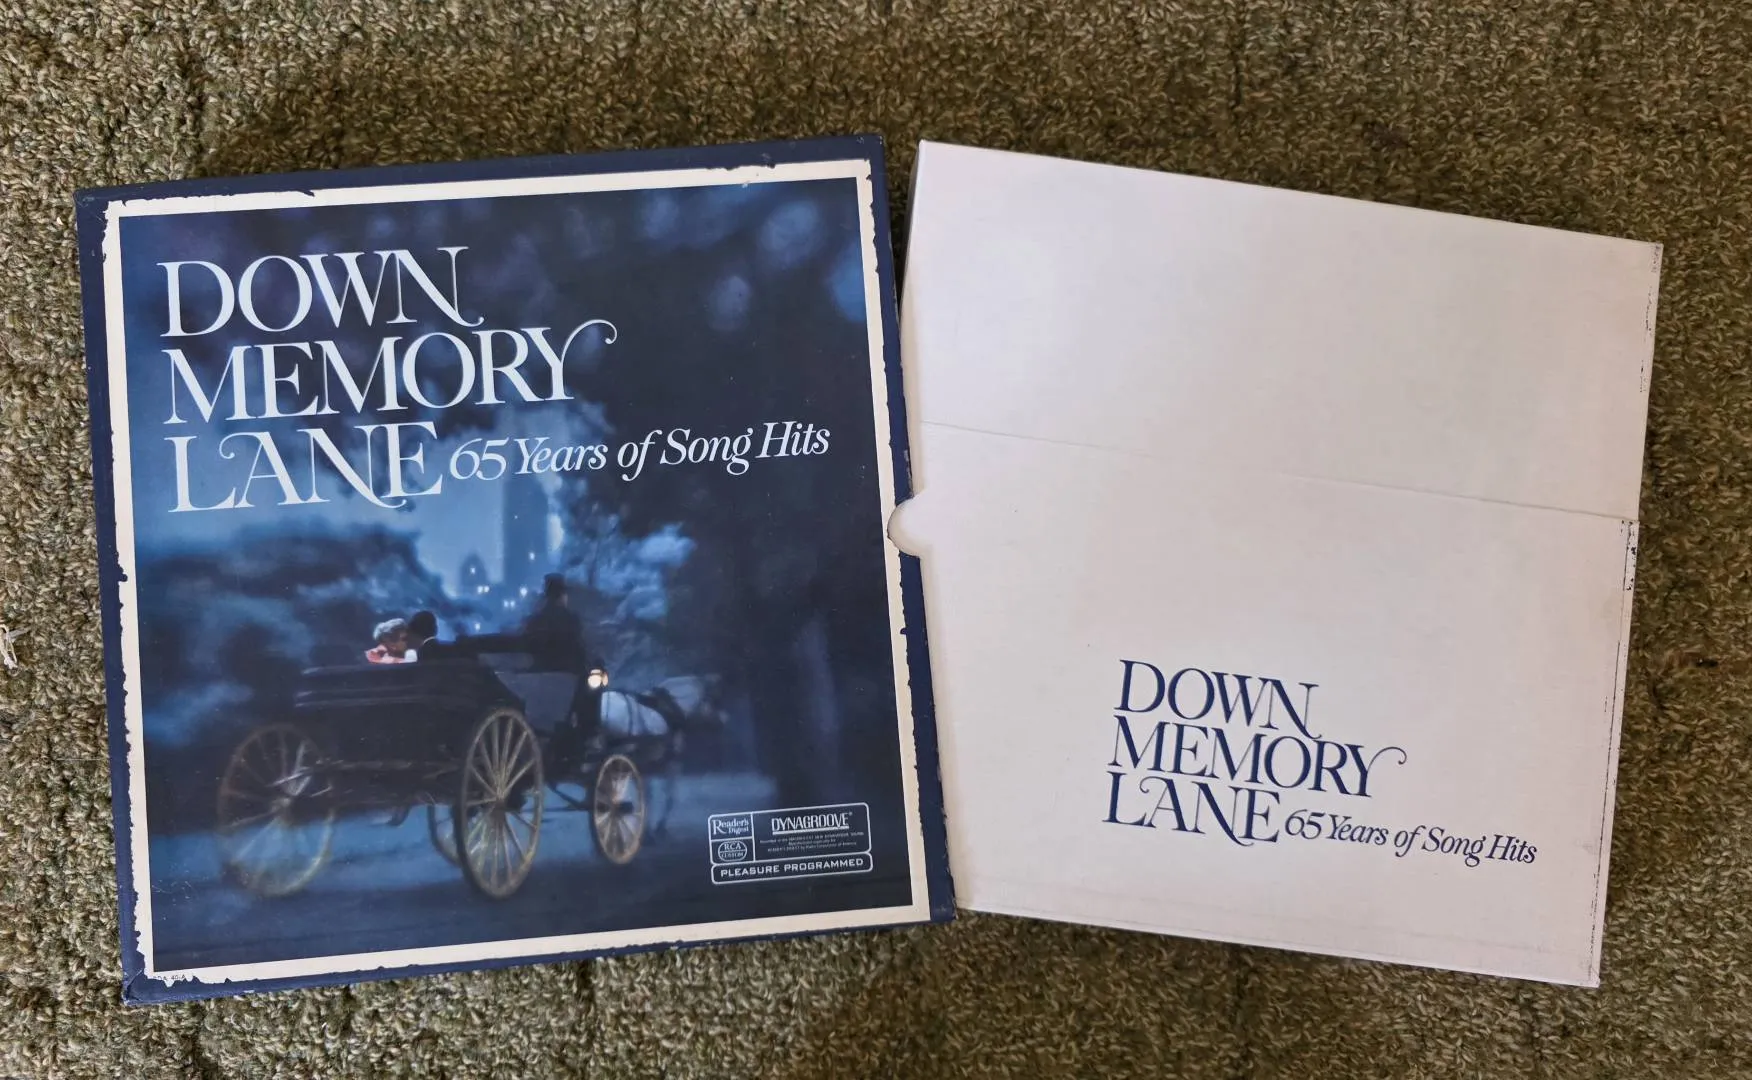 DOWN
MEMORY
LANE 65 Years of Song Hits
Reader's
Digest
RCA
CUSTOM
DYNAGROOVE®
PLEASURE PROGRAMMED
DOWN
MEMORY
LANE 65 Years of Song Hits